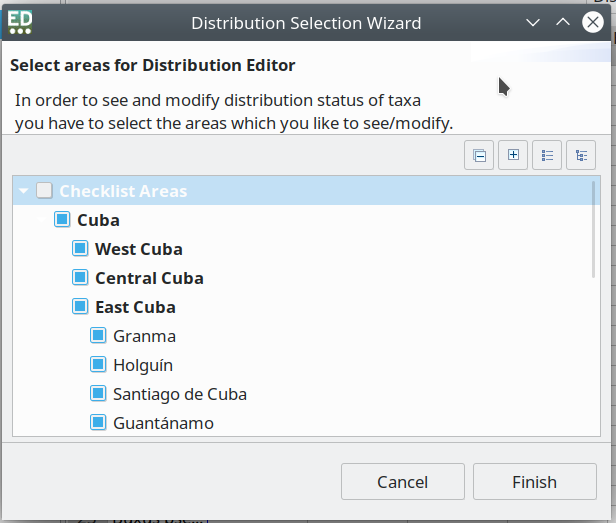 ED
Distribution Selection Wizard
Select areas for Distribution Editor
In order to see and modify distribution status of taxa
you have to select the areas which you like to see/modify.
Checklist Areas
Cuba
West Cuba
Central Cuba
East Cuba
Granma
Holguín
Santiago de Cuba
Guantánamo
Cancel
Finish